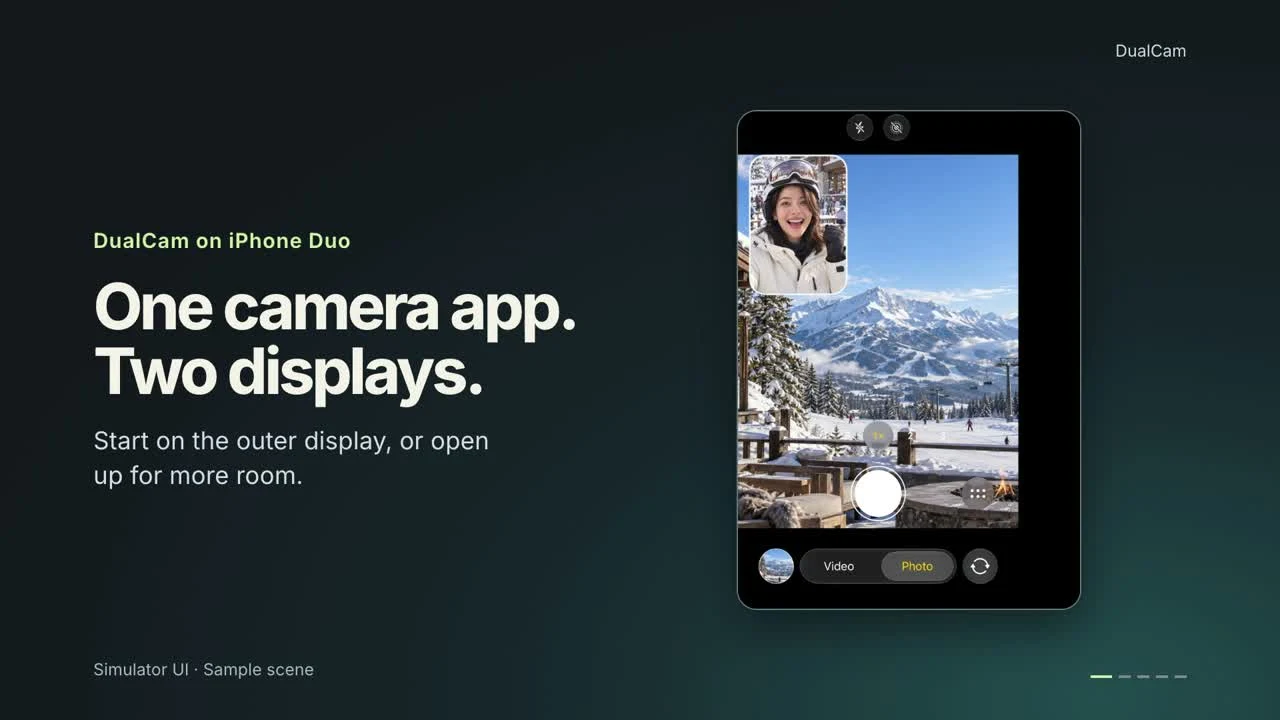 DualCam
DualCam on iPhone Duo
One camera app.
Two displays.
Start on the outer display, or open
up for more room.
1×
Video
Photo
Simulator UI · Sample scene